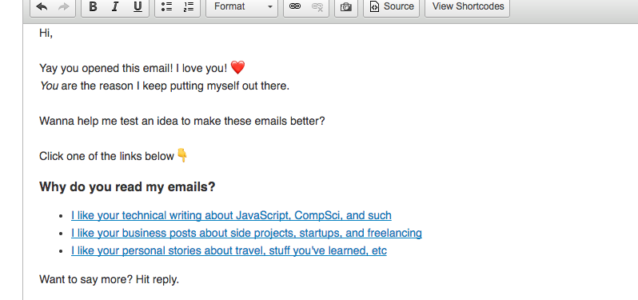 B I U Format Source View Shortcodes
Hi,
Yay you opened this email! I love you! ❤️
You are the reason I keep putting myself out there.
Wanna help me test an idea to make these emails better?
Click one of the links below 👇
Why do you read my emails?
• I like your technical writing about JavaScript, CompSci, and such
• I like your business posts about side projects, startups, and freelancing
• I like your personal stories about travel, stuff you've learned, etc
Want to say more? Hit reply.